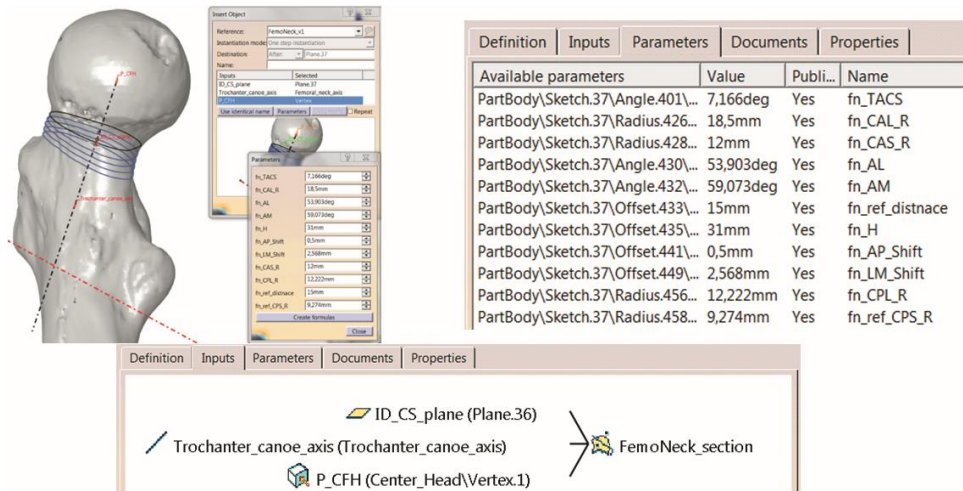 P_CFH
Trochanter_canoe_axis
Insert Object
Reference: FemoNeck_v1
Instantiation mode: One step instantiation
Destination: After: Plane.37
Name:
Inputs Selected
ID_CS_plane Plane.37
Trochanter_canoe_axis Femoral_neck_axis
P_CFH Vertex
Use identical name Parameters Repeat
Parameters
fn_TACS 7,166deg
fn_CAL_R 18,5mm
fn_AL 53,903deg
fn_AM 59,073deg
fn_H 31mm
fn_AP_Shift 0,5mm
fn_LM_Shift 2,568mm
fn_CAS_R 12mm
fn_CPL_R 12,222mm
fn_ref_distnace 15mm
fn_ref_CPS_R 9,274mm
Create formulas
Close
Definition Inputs Parameters Documents Properties
Available parameters Value Publi... Name
PartBody\Sketch.37\Angle.401\... 7,166deg Yes fn_TACS
PartBody\Sketch.37\Radius.426... 18,5mm Yes fn_CAL_R
PartBody\Sketch.37\Radius.428... 12mm Yes fn_CAS_R
PartBody\Sketch.37\Angle.430\... 53,903deg Yes fn_AL
PartBody\Sketch.37\Angle.432\... 59,073deg Yes fn_AM
PartBody\Sketch.37\Offset.433\... 15mm Yes fn_ref_distnace
PartBody\Sketch.37\Offset.435\... 31mm Yes fn_H
PartBody\Sketch.37\Offset.441\... 0,5mm Yes fn_AP_Shift
PartBody\Sketch.37\Offset.449\... 2,568mm Yes fn_LM_Shift
PartBody\Sketch.37\Radius.456... 12,222mm Yes fn_CPL_R
PartBody\Sketch.37\Radius.458... 9,274mm Yes fn_ref_CPS_R
Definition Inputs Parameters Documents Properties
ID_CS_plane (Plane.36)
Trochanter_canoe_axis (Trochanter_canoe_axis)
FemoNeck_section
P_CFH (Center_Head\Vertex.1)